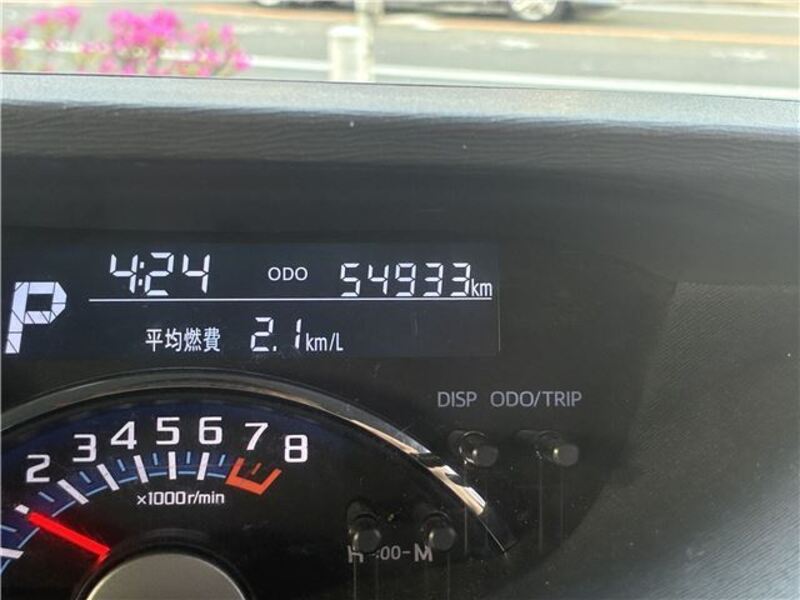 4:24 ODO 54933km
P
平均燃費 2.1km/L
DISP ODO/TRIP
2 3 4 5 6 7 8
×1000r/min
H :00-M